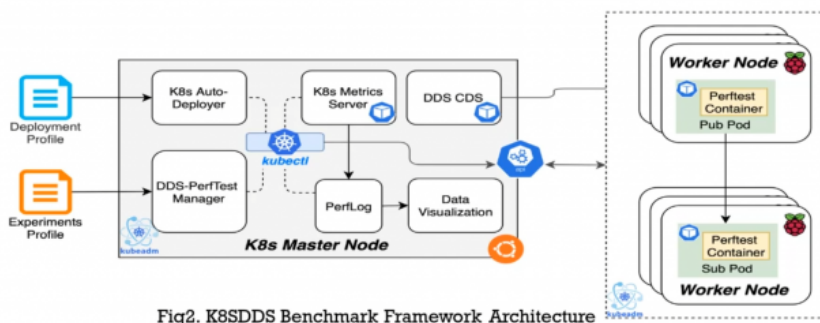 Deployment
Profile
Experiments
Profile
K8s Auto-
Deployer
K8s Metrics
Server
DDS CDS
kubectl
DDS-PerfTest
Manager
PerfLog
Data
Visualization
kubeadm
K8s Master Node
Worker Node
Perftest
Container
Pub Pod
Perftest
Container
Sub Pod
Worker Node
kubeadm
Fig2. K8SDDS Benchmark Framework Architecture